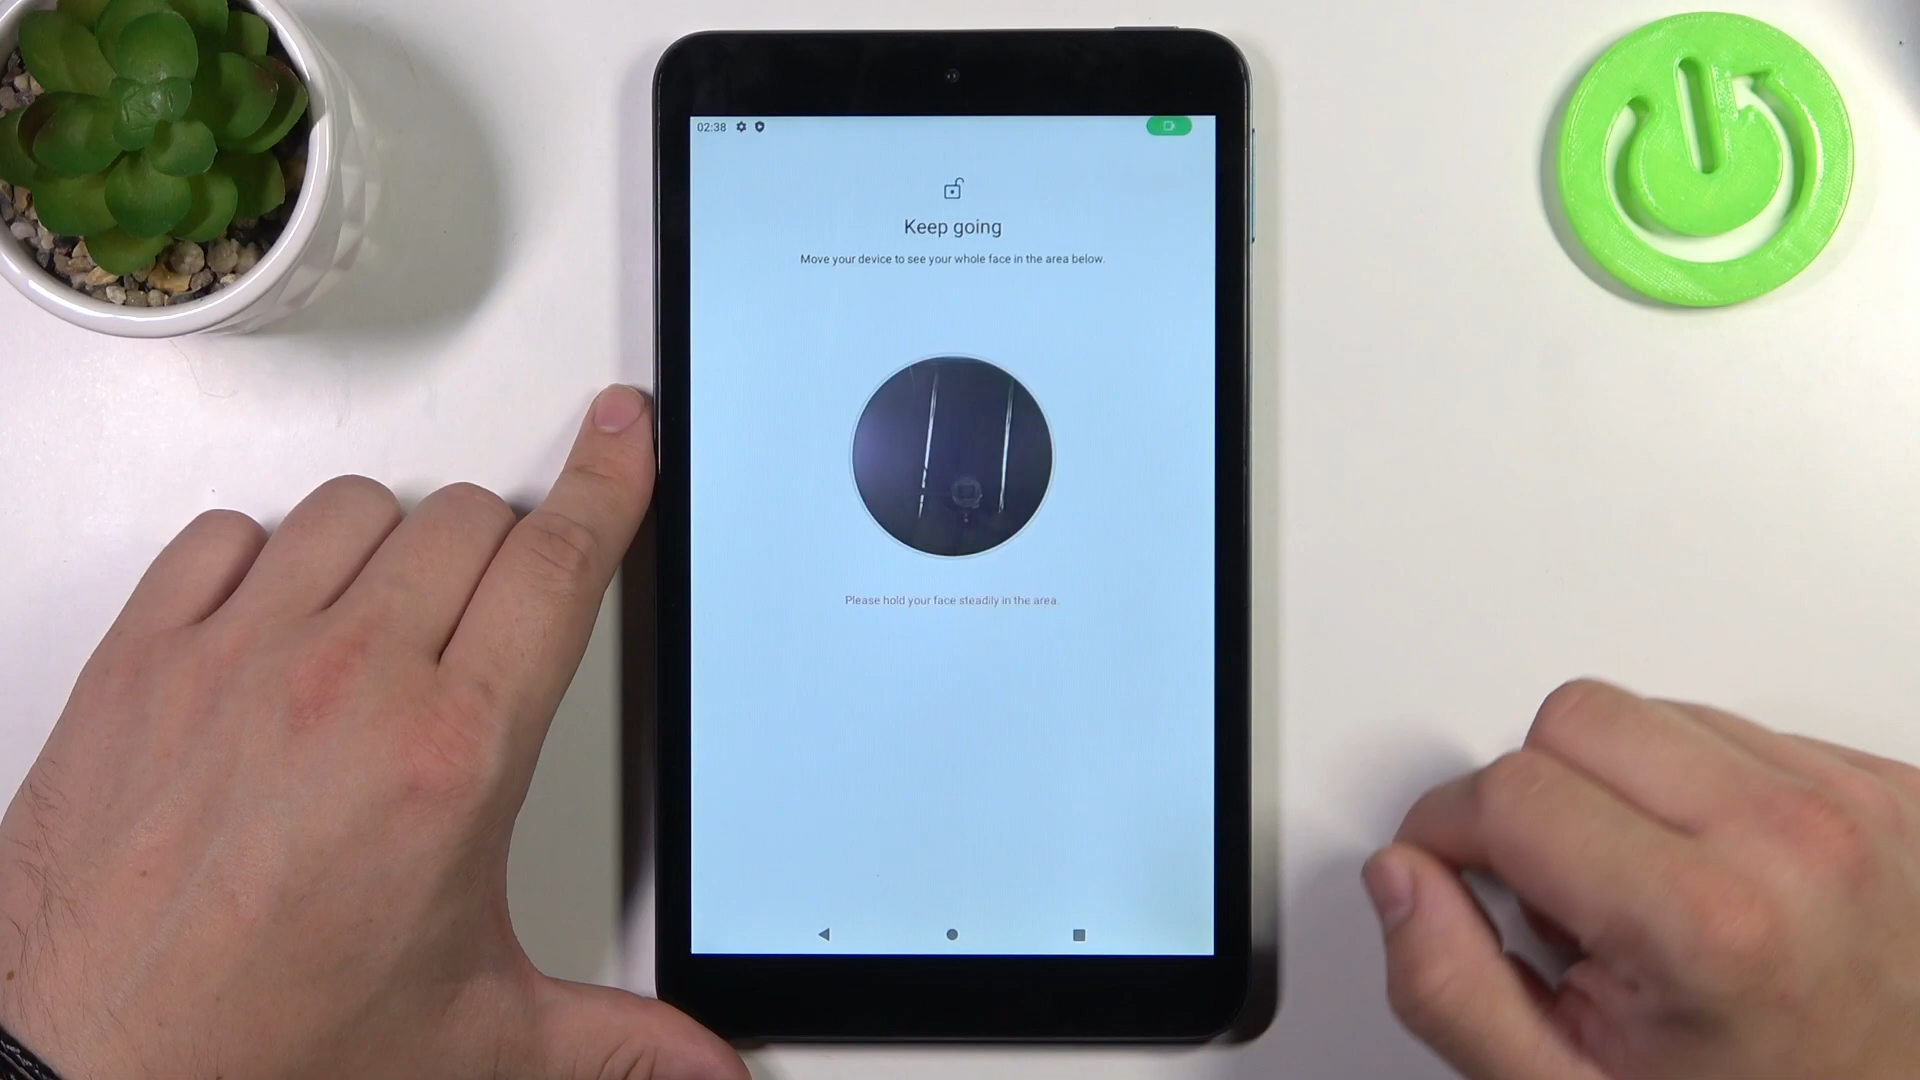 02:38
Keep going
Move your device to see your whole face in the area below.
Please hold your face steadily in the area.